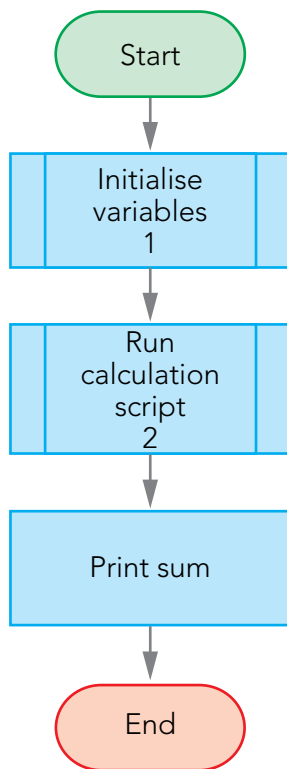 Start
Initialise
variables
1
Run
calculation
script
2
Print sum
End